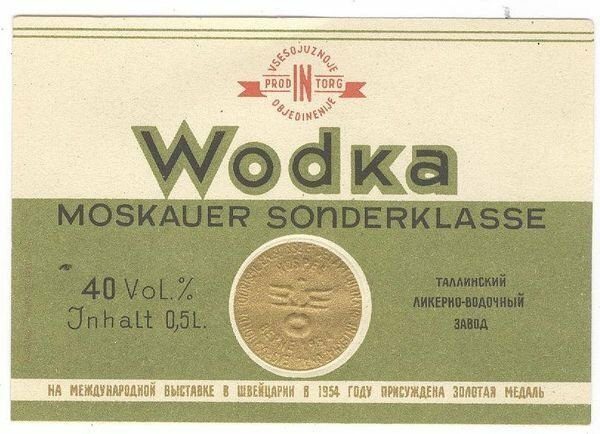 VSESOJUZNOJE
PROD IN TORG
OBJEDINENIJE
Wodka
MOSKAUER SONDERKLASSE
40 VOL.%
Inhalt 0,5L.
ТАЛЛИНСКИЙ
ЛИКЕРНО-ВОДОЧНЫЙ
ЗАВОД
НА МЕЖДУНАРОДНОЙ ВЫСТАВКЕ В ШВЕЙЦАРИИ В 1954 ГОДУ ПРИСУЖДЕНА ЗОЛОТАЯ МЕДАЛЬ